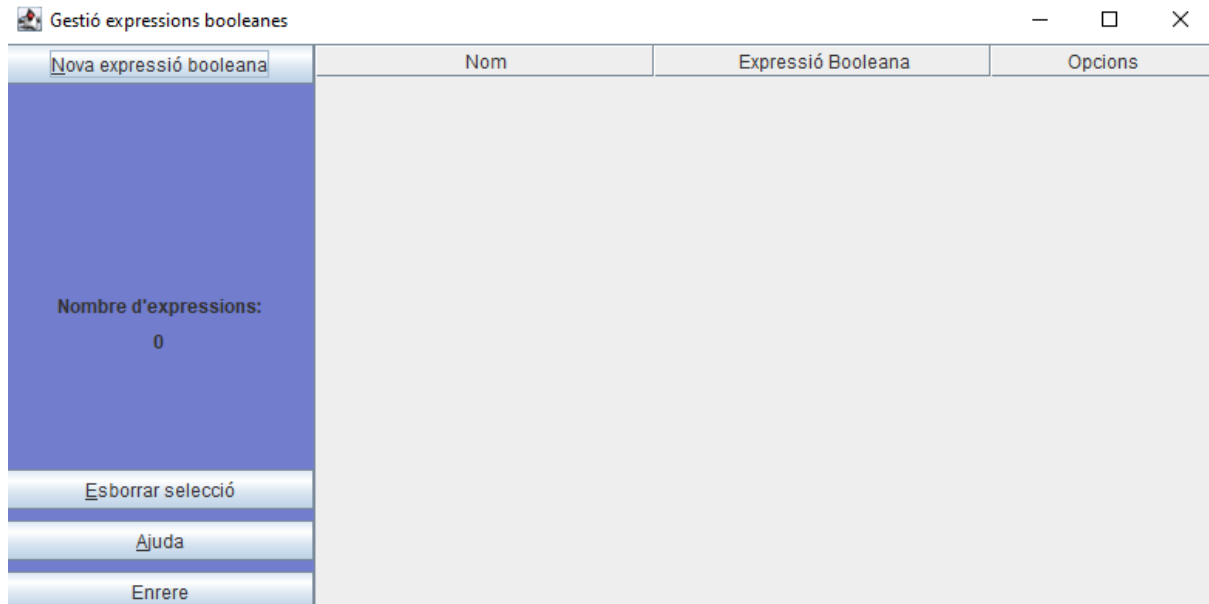 Gestió expressions booleanes
Nova expressió booleana
Nom Expressió Booleana Opcions
Nombre d'expressions:
0
Esborrar selecció
Ajuda
Enrere